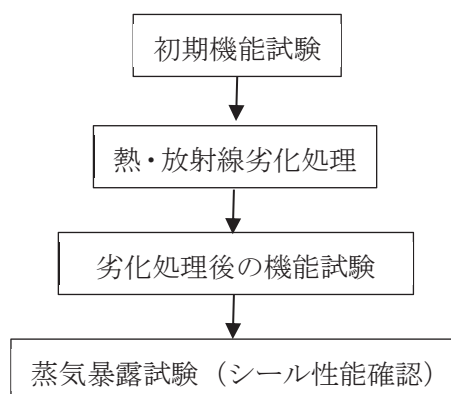 初期機能試験
熱・放射線劣化処理
劣化処理後の機能試験
蒸気暴露試験（シール性能確認）